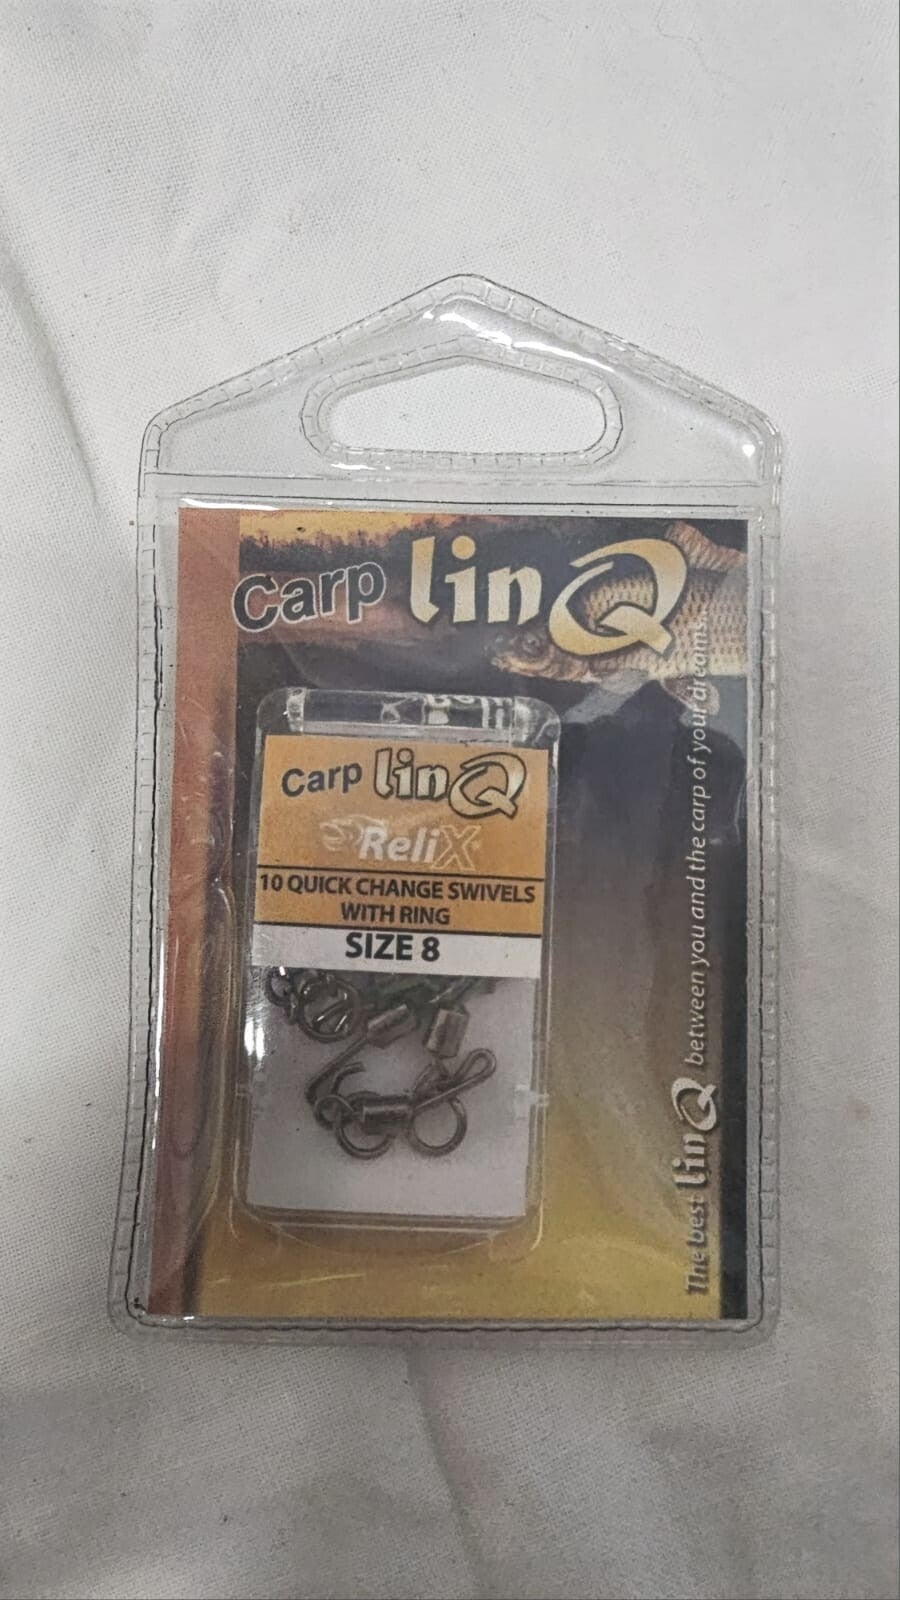 Carp linQ
Carp linQ
ReliX
10 QUICK CHANGE SWIVELS
WITH RING
SIZE 8
The best linQ between you and the carp of your dreams...